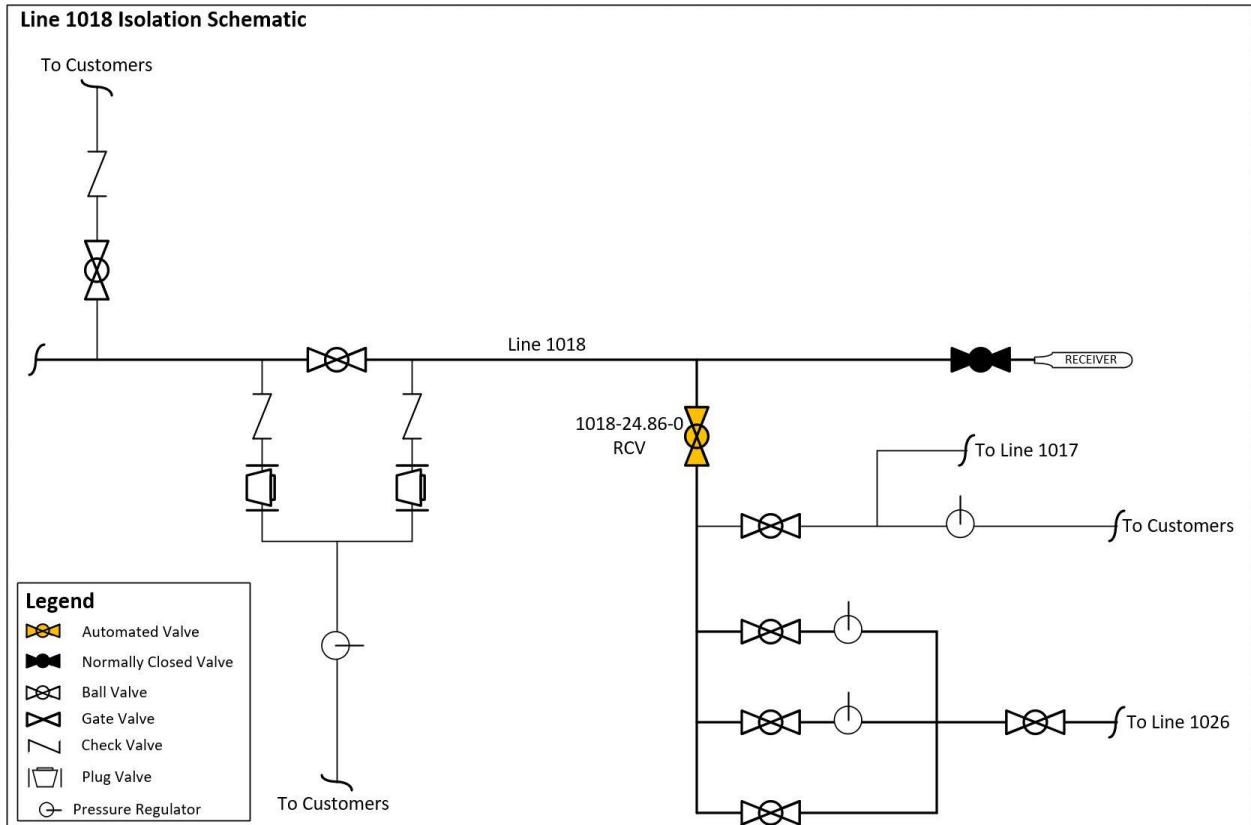 Line 1018 Isolation Schematic
To Customers
Line 1018
RECEIVER
1018-24.86-0
RCV
To Line 1017
To Customers
To Line 1026
To Customers
Legend
Automated Valve
Normally Closed Valve
Ball Valve
Gate Valve
Check Valve
Plug Valve
Pressure Regulator